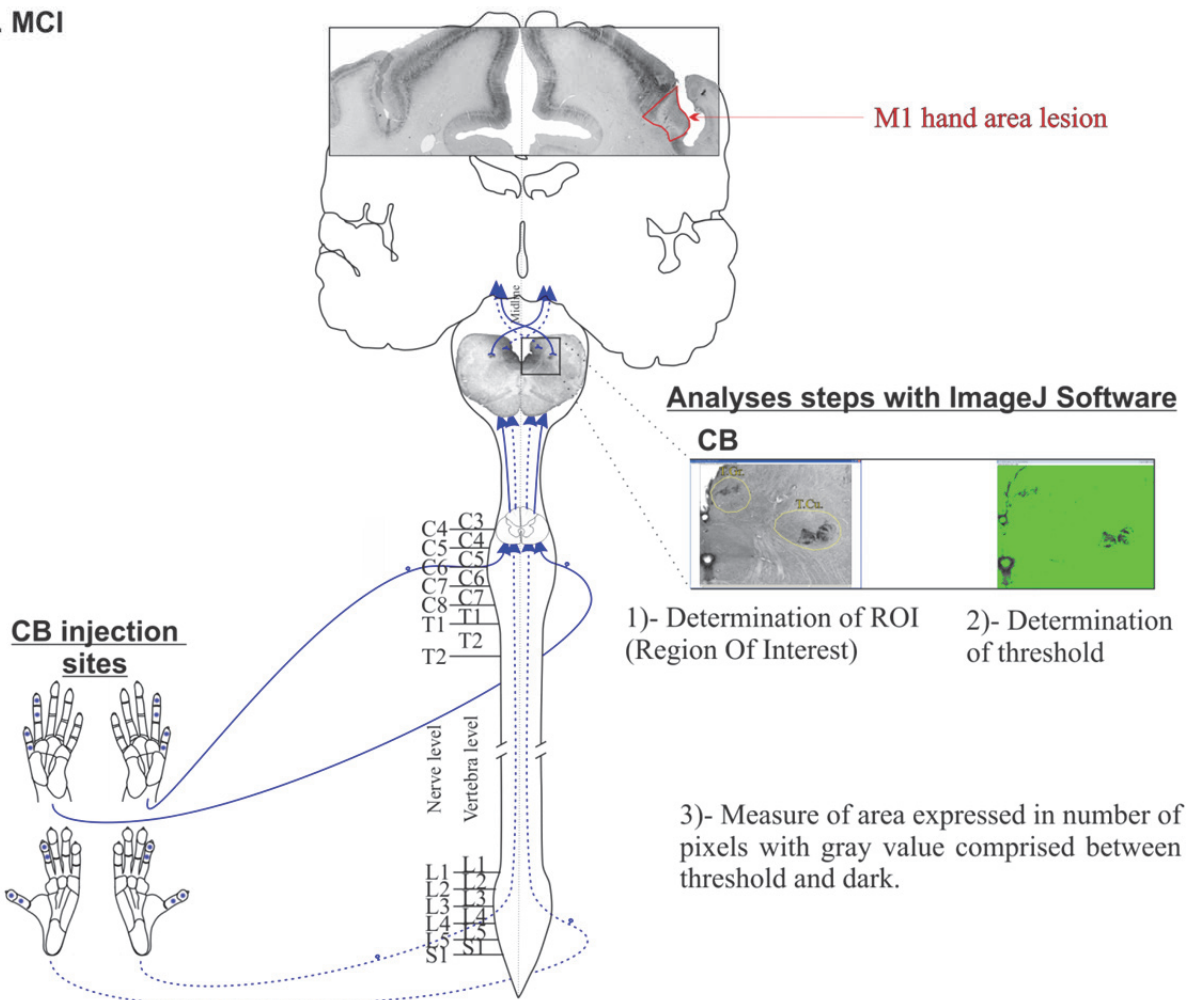 . MCI
M1 hand area lesion
Midline
Analyses steps with ImageJ Software
CB
T.Cu.
1)- Determination of ROI
(Region Of Interest)
2)- Determination
of threshold
3)- Measure of area expressed in number of
pixels with gray value comprised between
threshold and dark.
CB injection
sites
C4 C3
C5 C4
C6 C5
C7 C6
C8 C7
T1 T1
T2
T2
Nerve level
Vertebra level
L1 L1
L2 L2
L3 L3
L4 L4
L5 L5
S1 S1